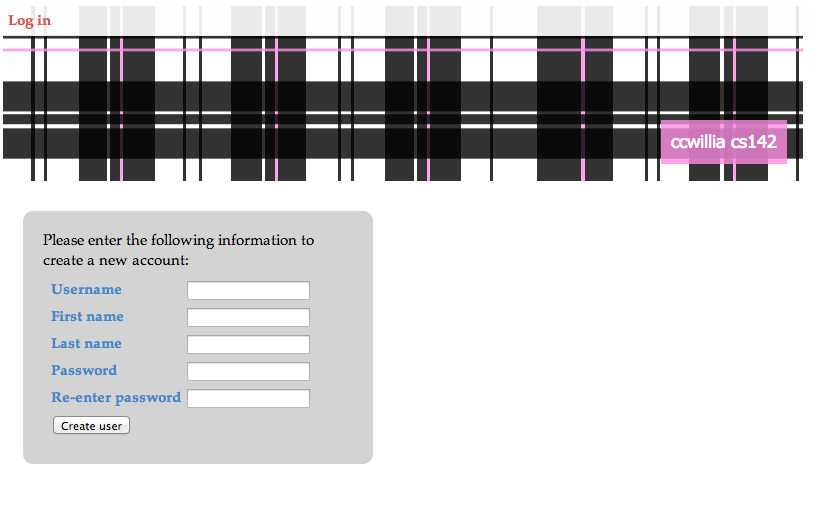 Log in
ccwillia cs142
Please enter the following information to
create a new account:
Username
First name
Last name
Password
Re-enter password
Create user